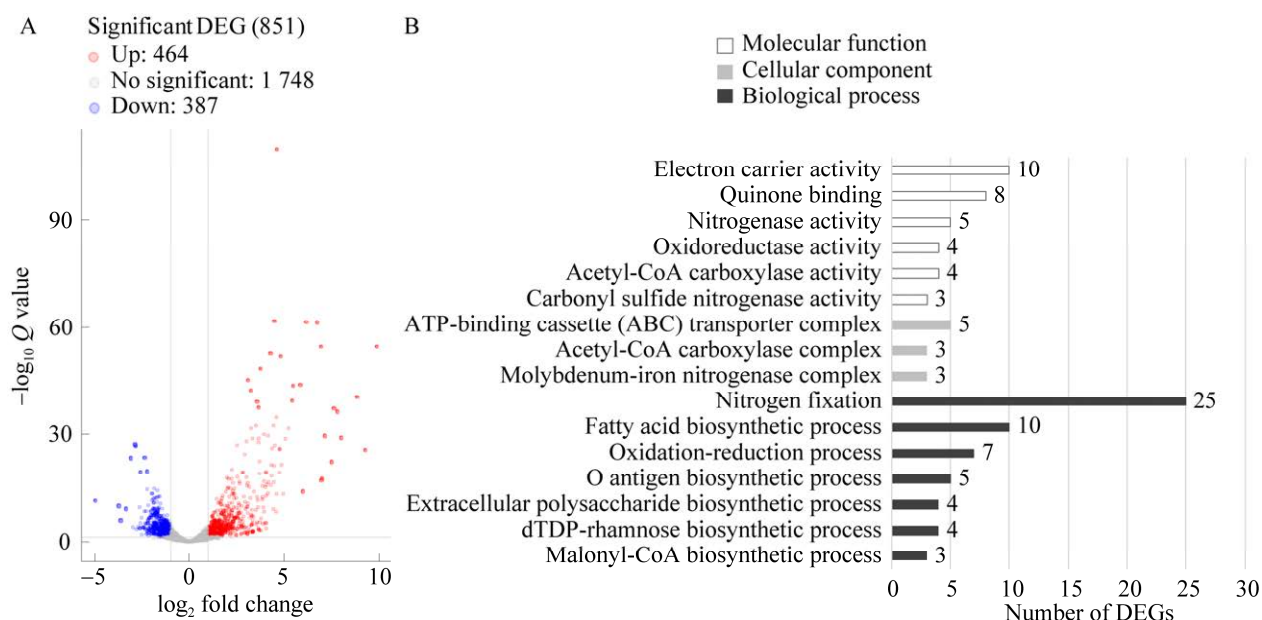 A
Significant DEG (851)
Up: 464
No significant: 1 748
Down: 387
−log10 Q value
90
60
30
0
−5
0
5
10
log2 fold change
B
Molecular function
Cellular component
Biological process
Electron carrier activity 10
Quinone binding 8
Nitrogenase activity 5
Oxidoreductase activity 4
Acetyl-CoA carboxylase activity 4
Carbonyl sulfide nitrogenase activity 3
ATP-binding cassette (ABC) transporter complex 5
Acetyl-CoA carboxylase complex 3
Molybdenum-iron nitrogenase complex 3
Nitrogen fixation 25
Fatty acid biosynthetic process 10
Oxidation-reduction process 7
O antigen biosynthetic process 5
Extracellular polysaccharide biosynthetic process 4
dTDP-rhamnose biosynthetic process 4
Malonyl-CoA biosynthetic process 3
0 5 10 15 20 25 30
Number of DEGs